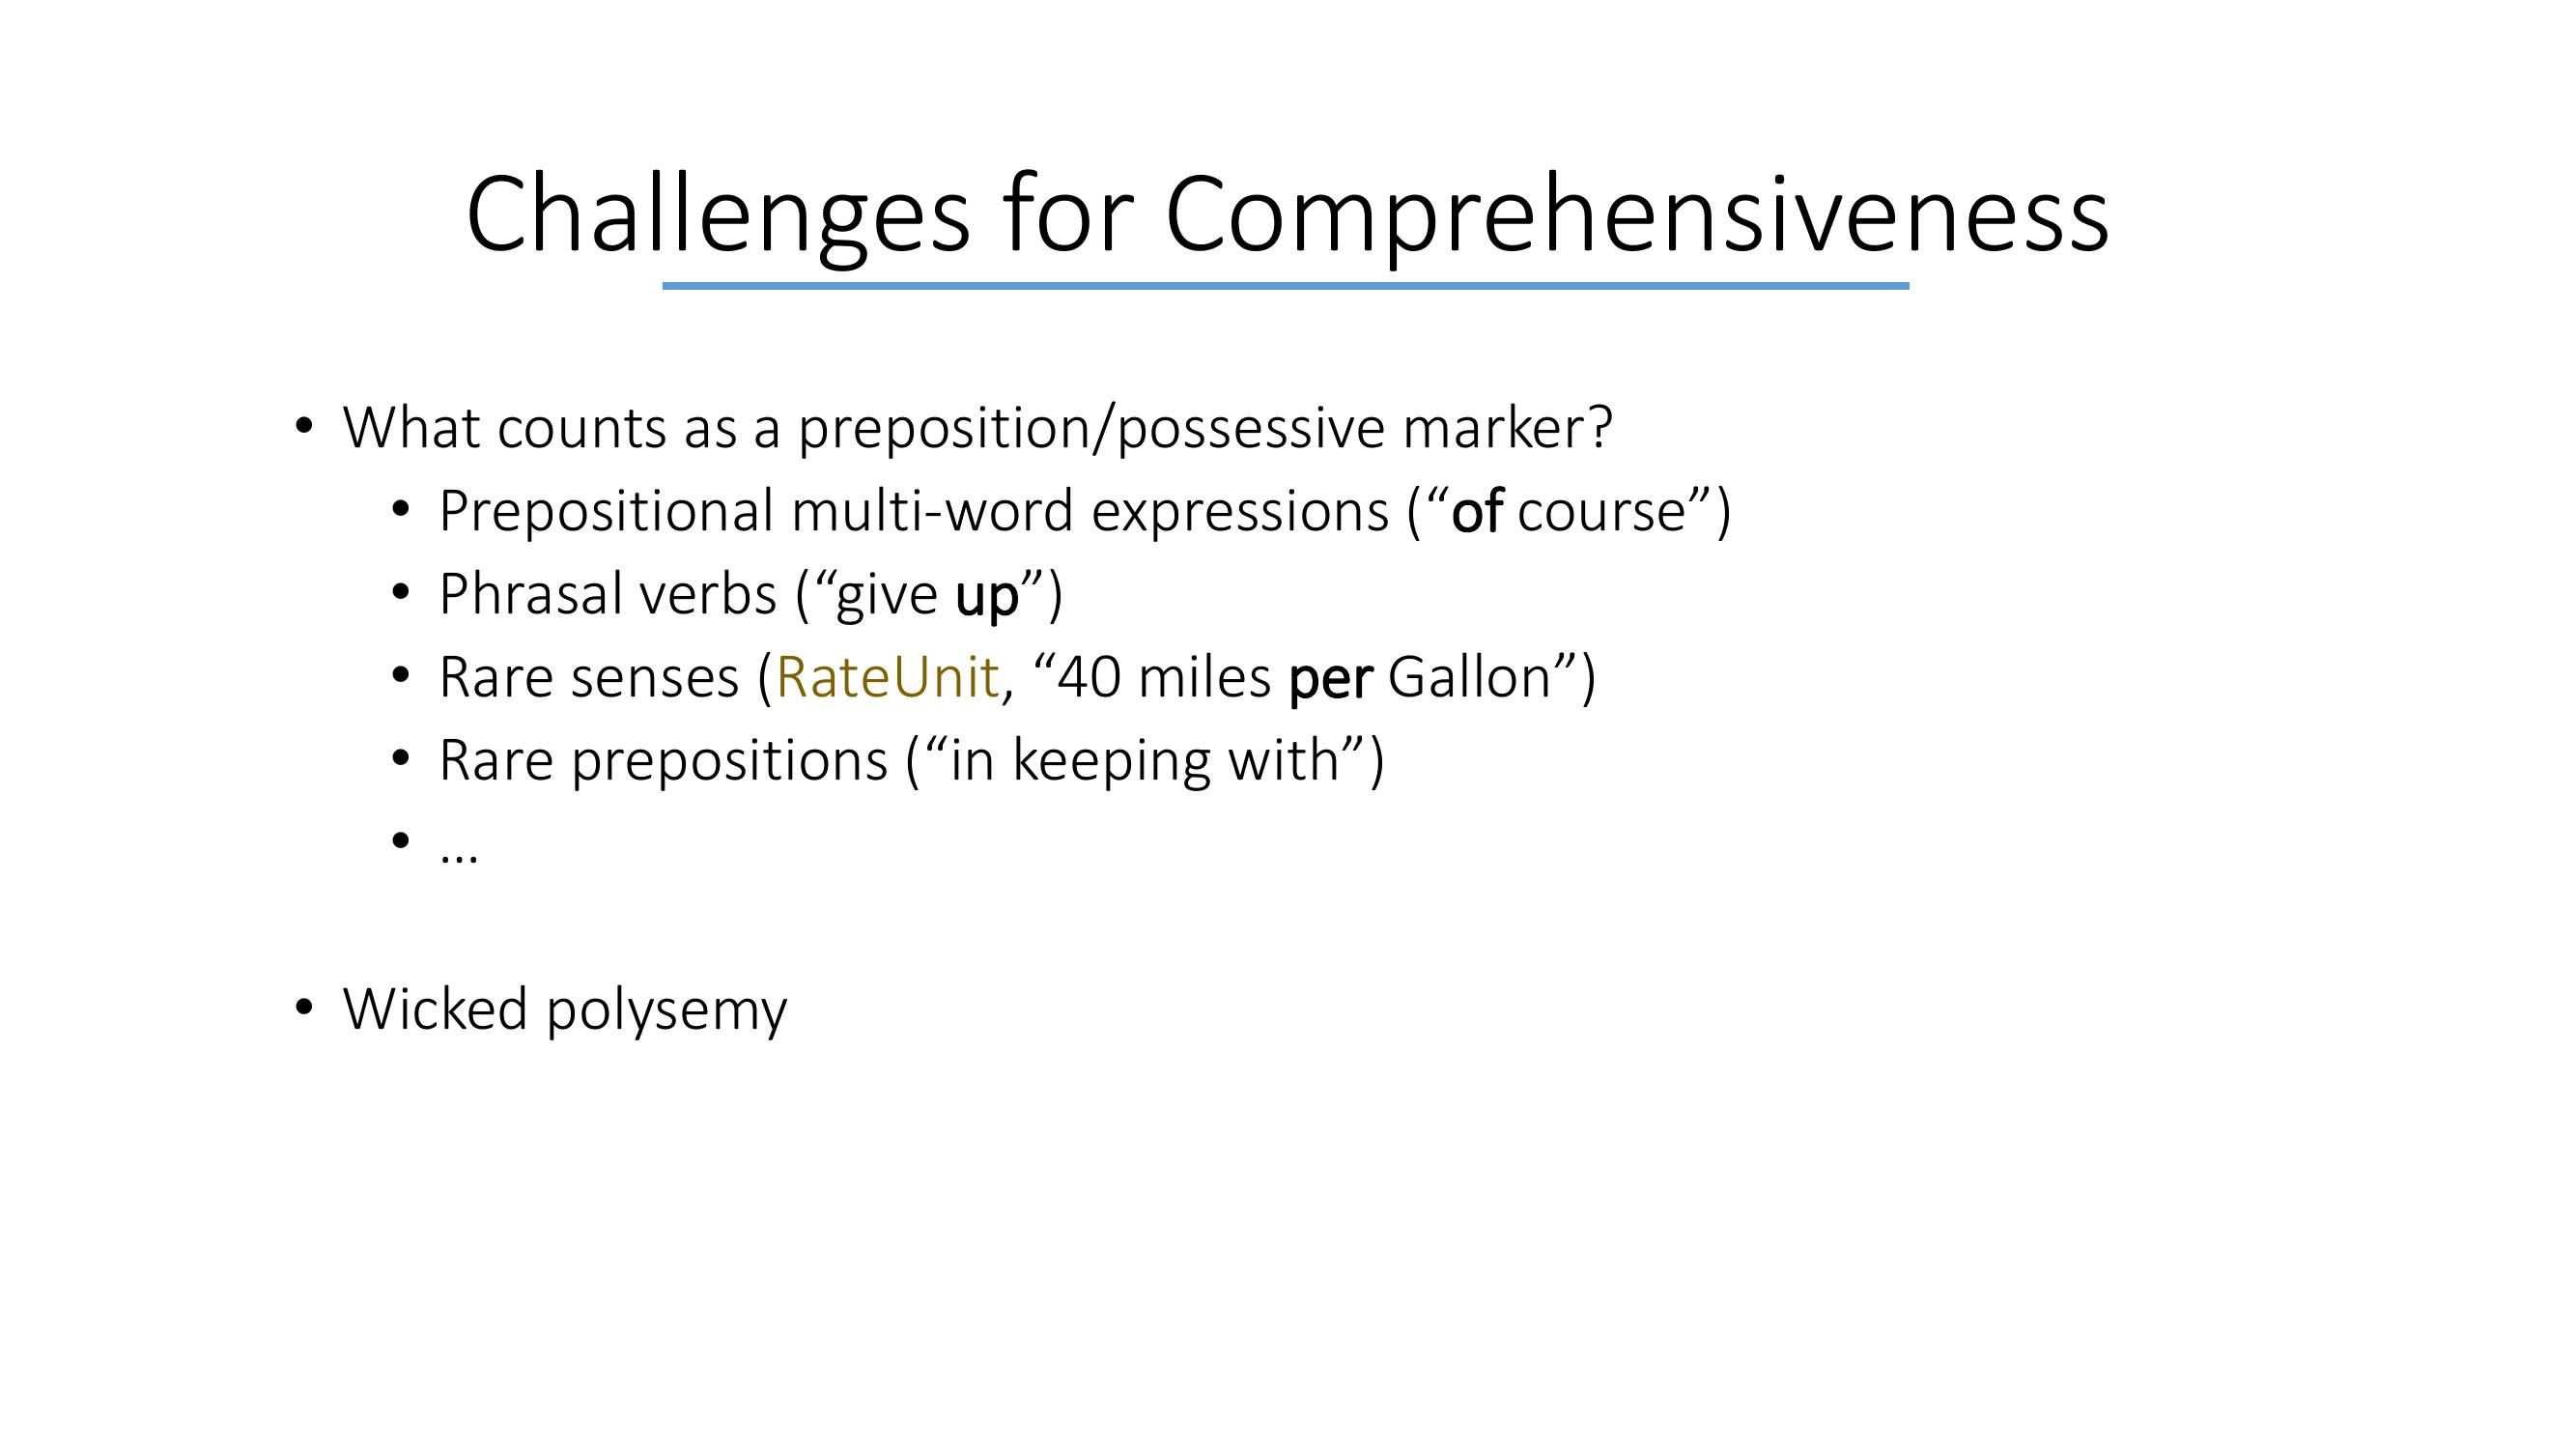 Challenges for Comprehensiveness
• What counts as a preposition/possessive marker?
• Prepositional multi-word expressions (“of course”)
• Phrasal verbs (“give up”)
• Rare senses (RateUnit, “40 miles per Gallon”)
• Rare prepositions (“in keeping with”)
• …
• Wicked polysemy